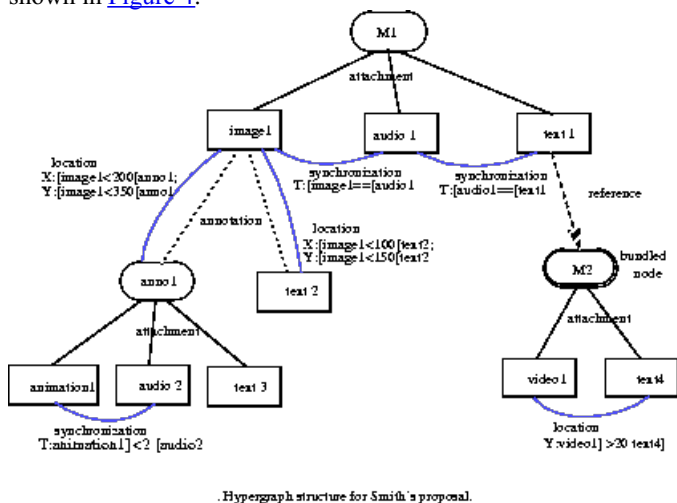 shown in Figure 4.
M1
attachment
image1
audio 1
text 1
location
X:[image1<200[anno1;
Y:[image1<350[anno1
synchronization
T:[image1==[audio1
synchronization
T:[audio1==[text1
reference
annotation
location
X:[image1<100[text2;
Y:[image1<150[text2
bundled
node
anno1
text 2
M2
attachment
attachment
animation1
audio 2
text 3
video1
text4
synchronization
T:animation1]<2 [audio2
location
Y:video1] >20 text4]
. Hypergraph structure for Smith's proposal.